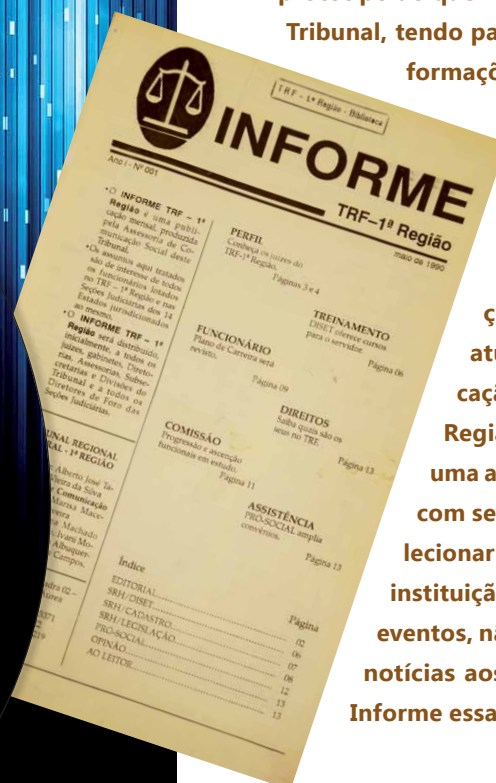 Tribunal, tendo pa
formaçõ
TRF - 1ª Região - Biblioteca
INFORME
TRF–1ª Região
Ano I - Nº 001
maio de 1990
•O INFORME TRF – 1ª
Região é uma publi-
cação mensal, produzida
pela Assessoria de Co-
municação Social deste
Tribunal.
•Os assuntos aqui tratados
são de interesse de todos
os funcionários lotados
no TRF – 1ª Região e nas
Seções Judiciárias dos 14
Estados jurisdicionados
ao mesmo.
•O INFORME TRF – 1ª
Região será distribuído,
inicialmente, a todos os
juízes, gabinetes, Direto-
rias, Assessorias, Subse-
cretarias e Divisões do
Tribunal e a todos os
Diretores de Foro das
Seções Judiciárias.
UNAL REGIONAL
RAL - 1ª REGIÃO
Alberto José Ta-
Vieira da Silva
Comunicação
Marisa Mace-
Machado
Ivani Mo-
Albuquer-
Campos.
PERFIL
Conheça os juízes do
TRF-1ª Região.
Páginas 3 e 4
TREINAMENTO
DISET oferece cursos
para o servidor.
Página 06
FUNCIONÁRIO
Plano de Carreira será
revisto.
Página 09
DIREITOS
Saiba quais são os
seus no TRF.
Página 13
COMISSÃO
Progressão e ascenção
funcionais em estudo.
Página 11
ASSISTÊNCIA
PRÓ-SOCIAL amplia
convênios.
Página 13
Índice Página
EDITORIAL 02
SRH/DISET 06
SRH/CADASTRO 07
SRH/LEGISLAÇÃO 08
PRÓ-SOCIAL 12
OPINIÃO 13
AO LEITOR 13
ç
atu
caçã
Regiã
uma a
com se
lecionar
instituição
eventos, nã
notícias aos
Informe essa